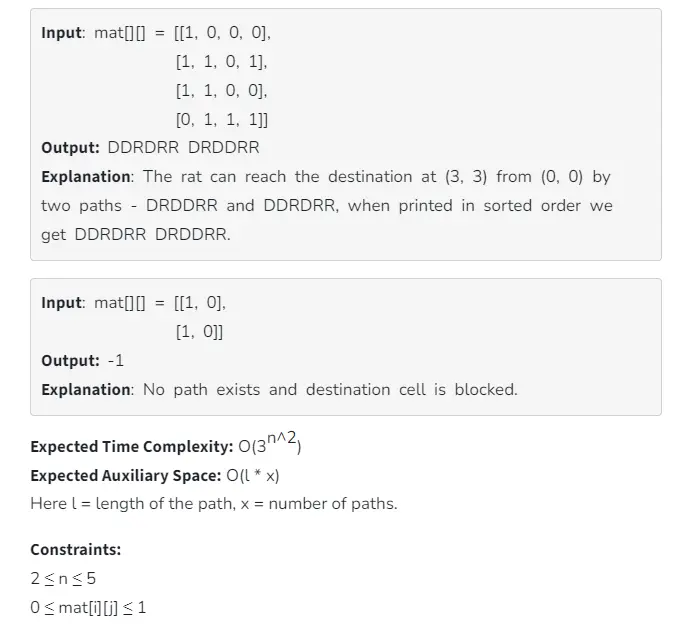 Input: mat[][] = [[1, 0, 0, 0],
[1, 1, 0, 1],
[1, 1, 0, 0],
[0, 1, 1, 1]]
Output: DDRDRR DRDDRR
Explanation: The rat can reach the destination at (3, 3) from (0, 0) by
two paths - DRDDRR and DDRDRR, when printed in sorted order we
get DDRDRR DRDDRR.
Input: mat[][] = [[1, 0],
[1, 0]]
Output: -1
Explanation: No path exists and destination cell is blocked.
Expected Time Complexity: O(3^n^2)
Expected Auxiliary Space: O(l * x)
Here l = length of the path, x = number of paths.
Constraints:
2 ≤ n ≤ 5
0 ≤ mat[i][j] ≤ 1